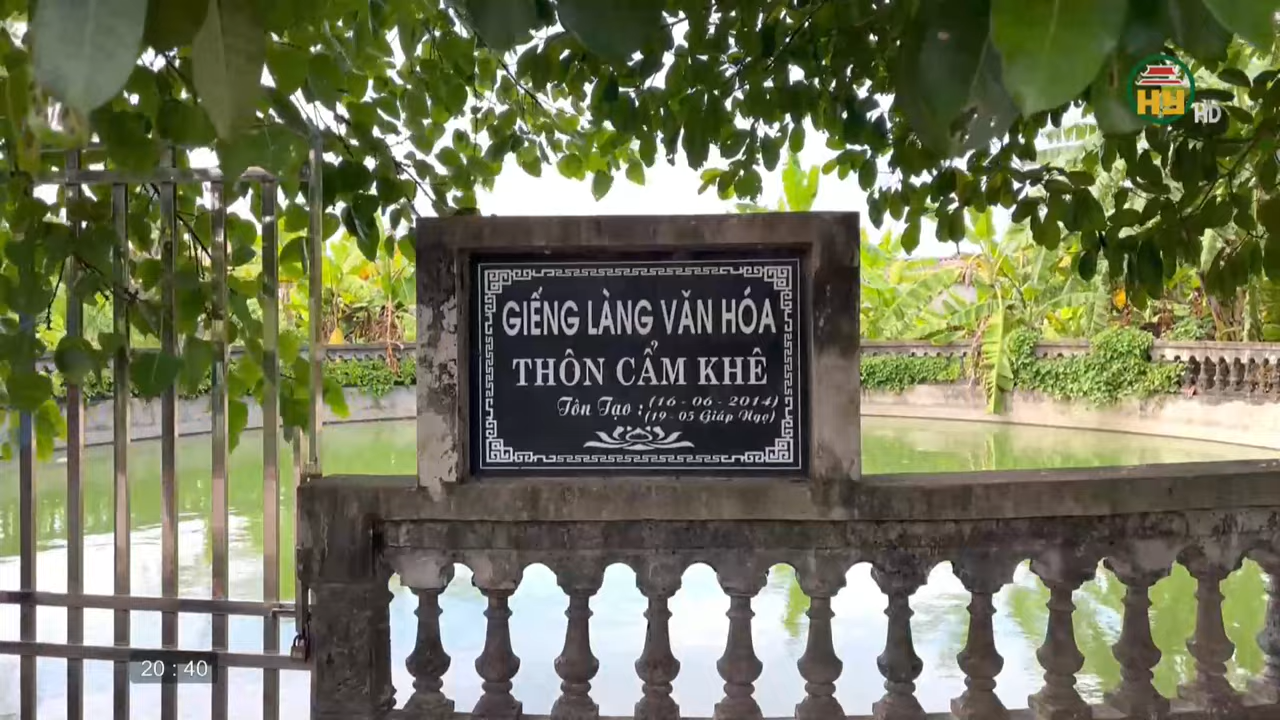 HY HD
GIẾNG LÀNG VĂN HÓA
THÔN CẨM KHÊ
Tôn Tạo : (16 - 06 - 2014)
(19 - 05 Giáp Ngọ)
20 : 40